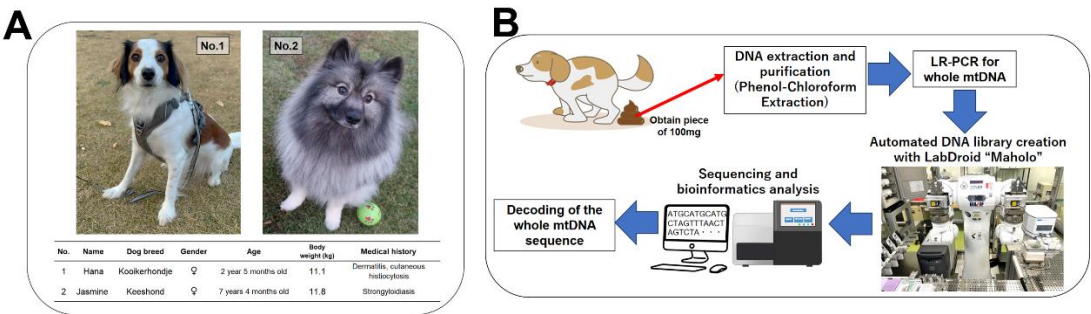 A
No.1
No.2
No. Name Dog breed Gender Age Body weight (kg) Medical history
1 Hana Kooikerhondje ♀ 2 year 5 months old 11.1 Dermatitis, cutaneous histiocytosis
2 Jasmine Keeshond ♀ 7 years 4 months old 11.8 Strongyloidiasis
B
Obtain piece
of 100mg
DNA extraction and
purification
(Phenol-Chloroform
Extraction)
LR-PCR for
whole mtDNA
Automated DNA library creation
with LabDroid “Maholo”
Sequencing and
bioinformatics analysis
ATGCATGCATG
CTAGTTTAACT
AGTCTA・・・
Decoding of the
whole mtDNA
sequence